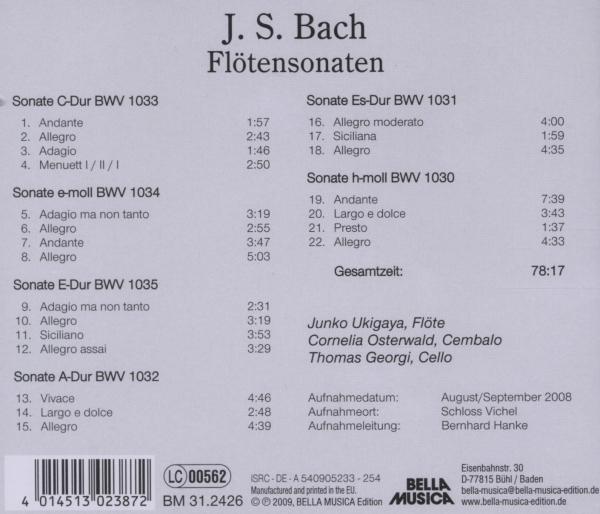 J. S. Bach
Flötensonaten
Sonate C-Dur BWV 1033
1. Andante 1:57
2. Allegro 2:43
3. Adagio 1:46
4. Menuett I / II / I 2:50
Sonate e-moll BWV 1034
5. Adagio ma non tanto 3:19
6. Allegro 2:55
7. Andante 3:47
8. Allegro 5:03
Sonate E-Dur BWV 1035
9. Adagio ma non tanto 2:31
10. Allegro 3:19
11. Siciliano 3:53
12. Allegro assai 3:29
Sonate A-Dur BWV 1032
13. Vivace 4:46
14. Largo e dolce 2:48
15. Allegro 4:39
Sonate Es-Dur BWV 1031
16. Allegro moderato 4:00
17. Siciliana 1:59
18. Allegro 4:35
Sonate h-moll BWV 1030
19. Andante 7:39
20. Largo e dolce 3:43
21. Presto 1:37
22. Allegro 4:33
Gesamtzeit: 78:17
Junko Ukigaya, Flöte
Cornelia Osterwald, Cembalo
Thomas Georgi, Cello
Aufnahmedatum: August/September 2008
Aufnahmeort: Schloss Vichel
Aufnahmeleitung: Bernhard Hanke
4 014513 023872
LC 00562
BM 31.2426
ISRC - DE - A 540905233 - 254
Manufactured and printed in the EU.
© ℗ 2009, BELLA MUSICA Edition
BELLA
MUSICA
Eisenbahnstr. 30
D-77815 Bühl / Baden
bella-musica@bella-musica-edition.de
www.bella-musica-edition.de